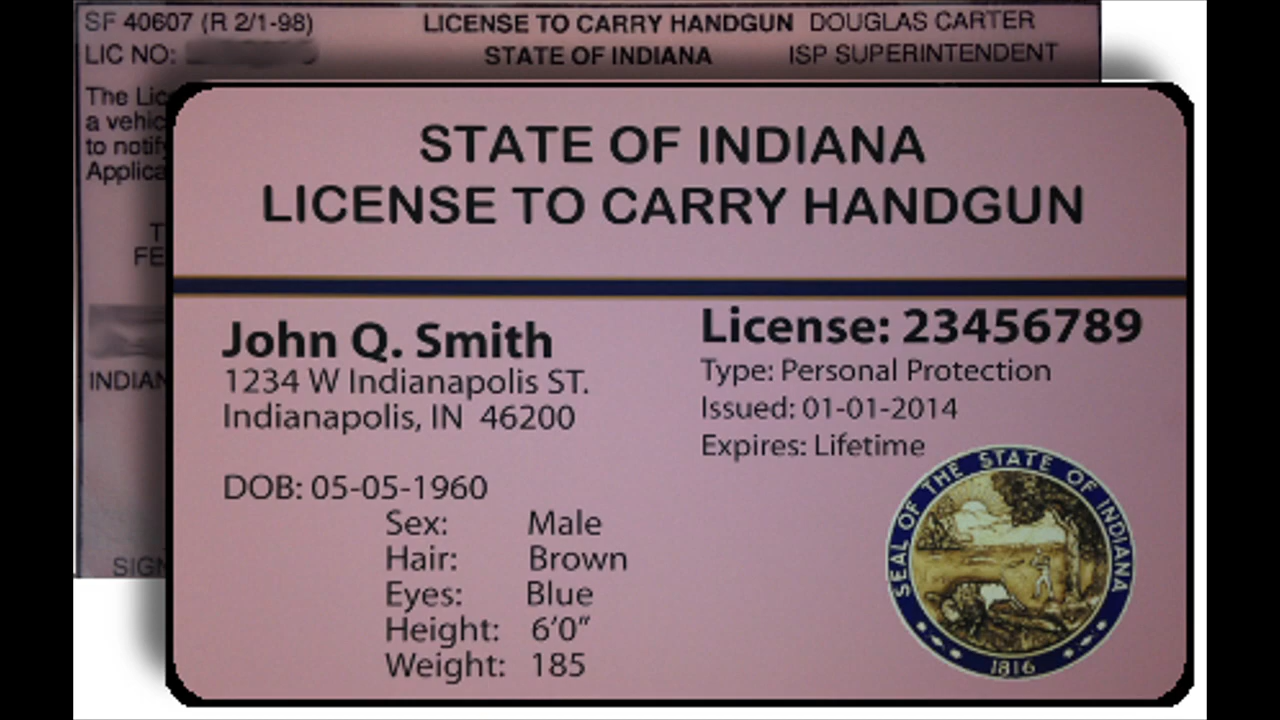 SF 40607 (R 2/1-98) LICENSE TO CARRY HANDGUN DOUGLAS CARTER
LIC NO: STATE OF INDIANA ISP SUPERINTENDENT
The
a
to
STATE OF INDIANA
LICENSE TO CARRY HANDGUN
John Q. Smith
1234 W Indianapolis ST.
Indianapolis, IN 46200
License: 23456789
Type: Personal Protection
Issued: 01-01-2014
Expires: Lifetime
DOB: 05-05-1960
Sex: Male
Hair: Brown
Eyes: Blue
Height: 6'0"
Weight: 185
SEAL OF THE STATE OF INDIANA
1816